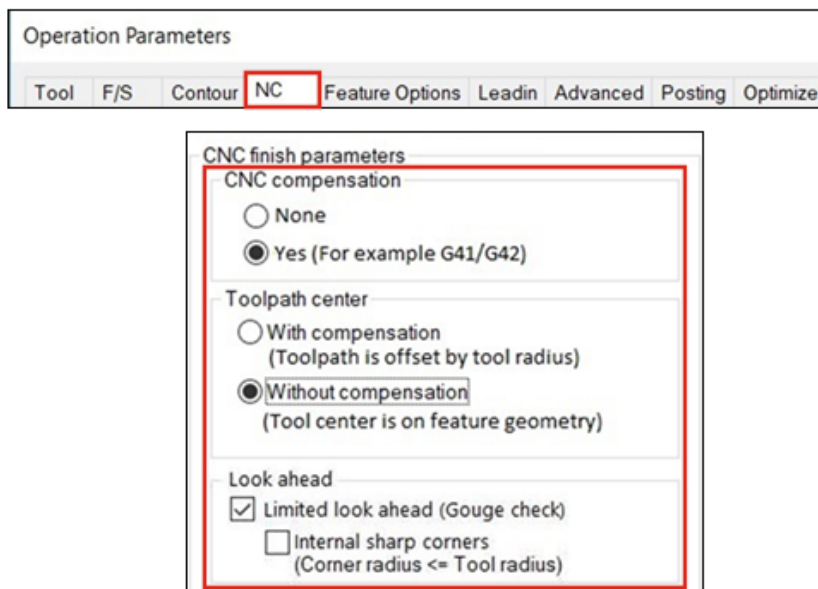 Operation Parameters
Tool F/S Contour NC Feature Options Leadin Advanced Posting Optimize
CNC finish parameters
CNC compensation
None
Yes (For example G41/G42)
Toolpath center
With compensation
(Toolpath is offset by tool radius)
Without compensation
(Tool center is on feature geometry)
Look ahead
Limited look ahead (Gouge check)
Internal sharp corners
(Corner radius <= Tool radius)